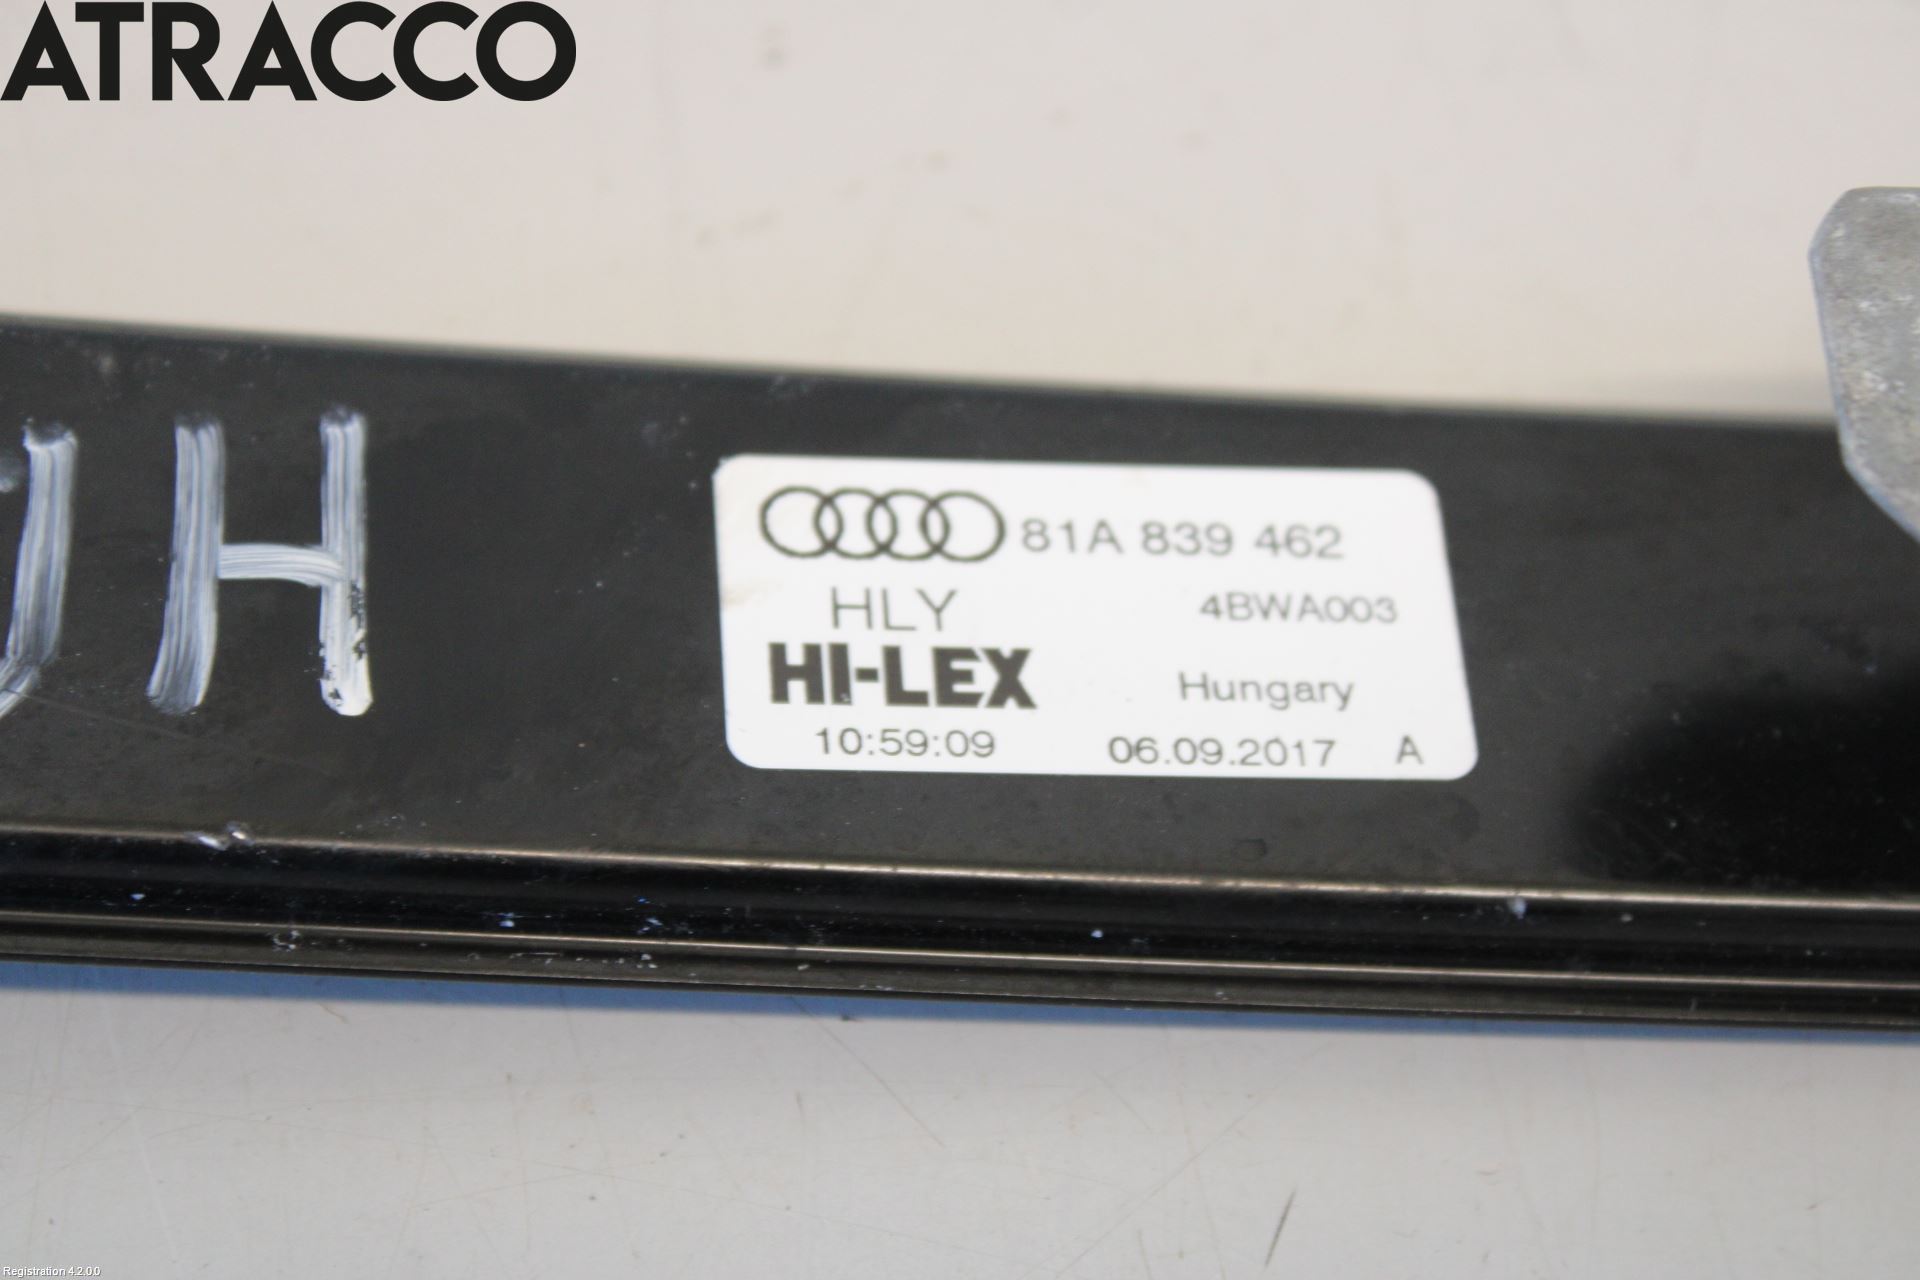 ATRACCO
H
81A 839 462
HLY 4BWA003
HI-LEX Hungary
10:59:09 06.09.2017 A
Registration 4.2.0.0